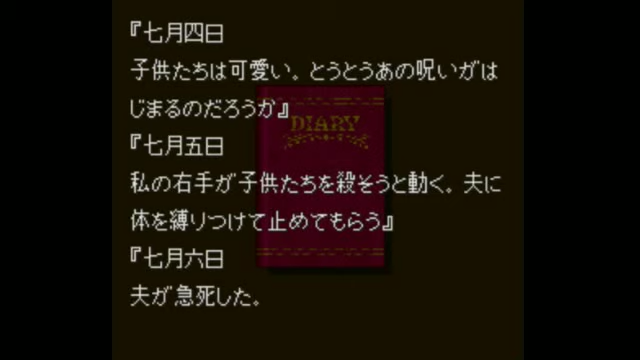 『七月四日
子供たちは可愛い。とうとうあの呪いがは
じまるのだろうか』
『七月五日
私の右手が子供たちを殺そうと動く。夫に
体を縛りつけて止めてもらう』
『七月六日
夫が急死した。
DIARY